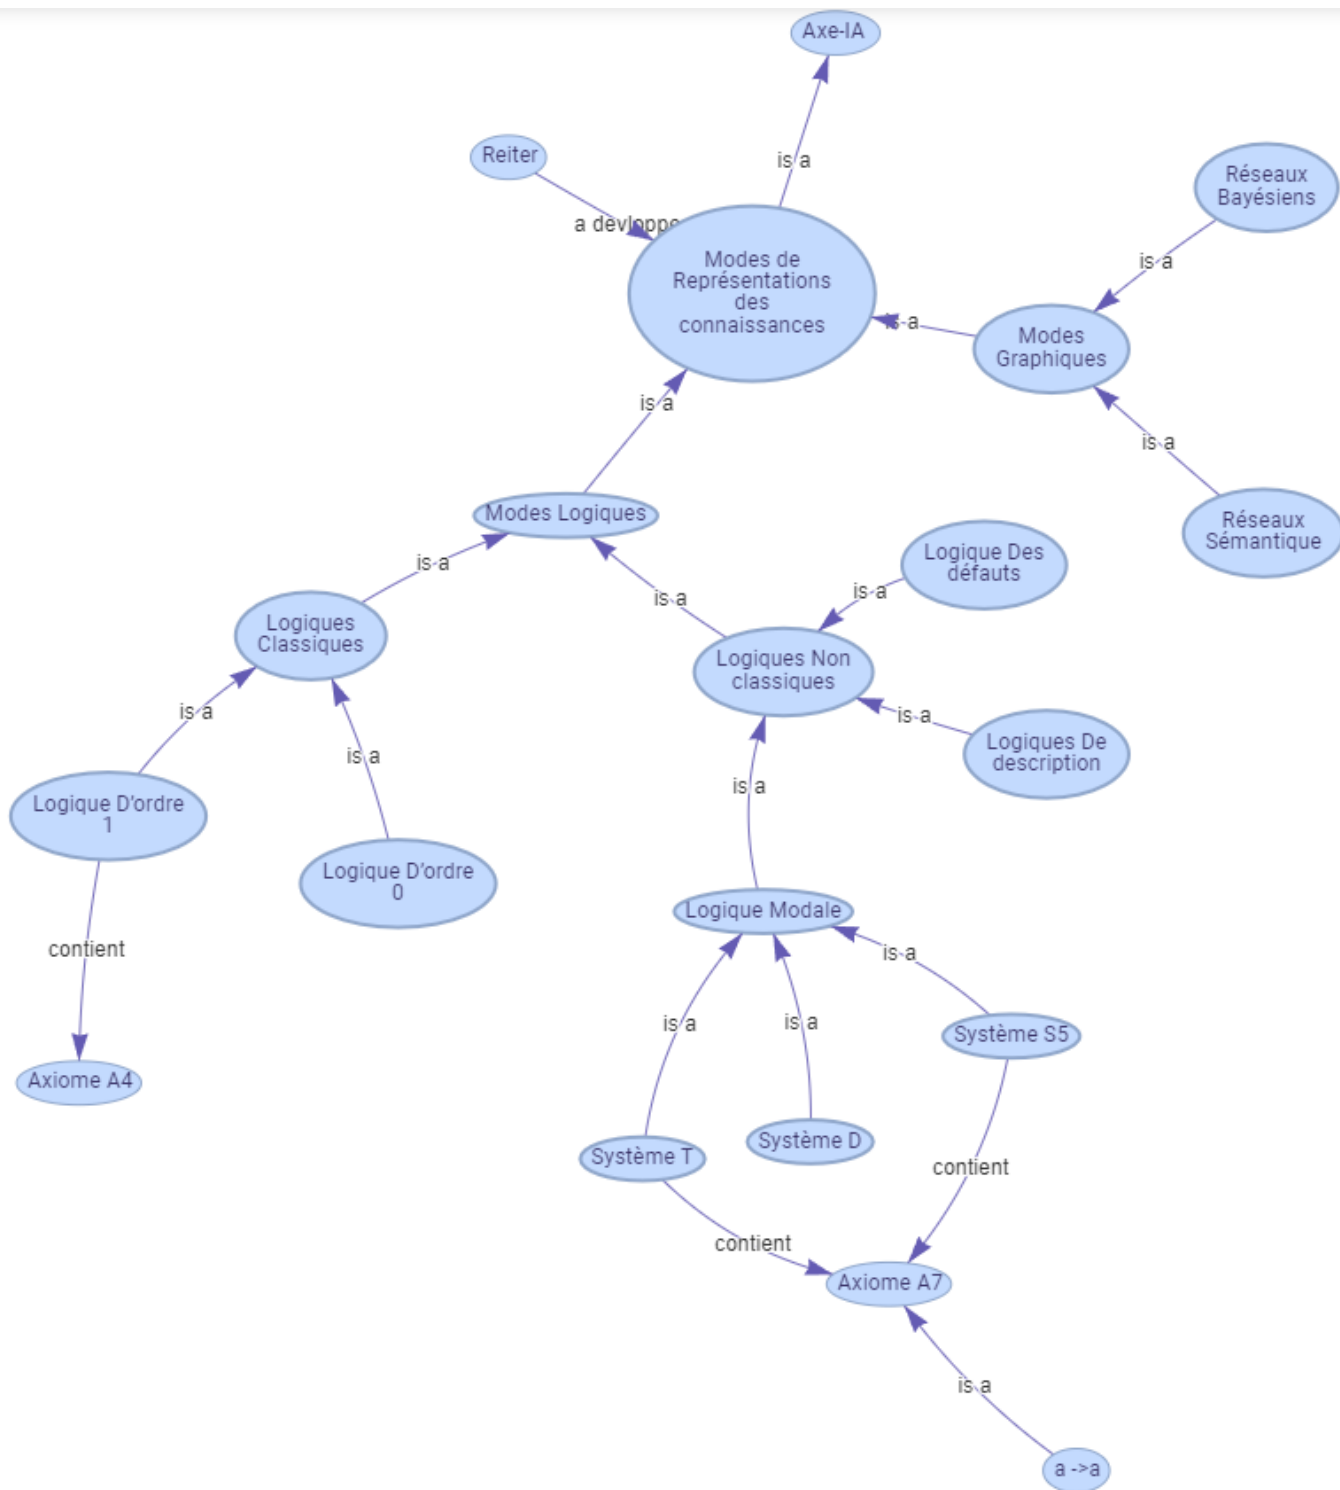 Axe-IA
is a
Reiter
a devloppe
Modes de
Représentations
des
connaissances
Réseaux
Bayésiens
is a
is a
Modes
Graphiques
is a
is a
Réseaux
Sémantique
Modes Logiques
is a
is a
Logique Des
défauts
is a
Logiques
Classiques
Logiques Non
classiques
is a
is a
Logiques De
description
is a
is a
Logique D'ordre
1
Logique D'ordre
0
Logique Modale
contient
is a
is a
is a
Système S5
Axiome A4
Système T
Système D
contient
contient
Axiome A7
is a
a ->a